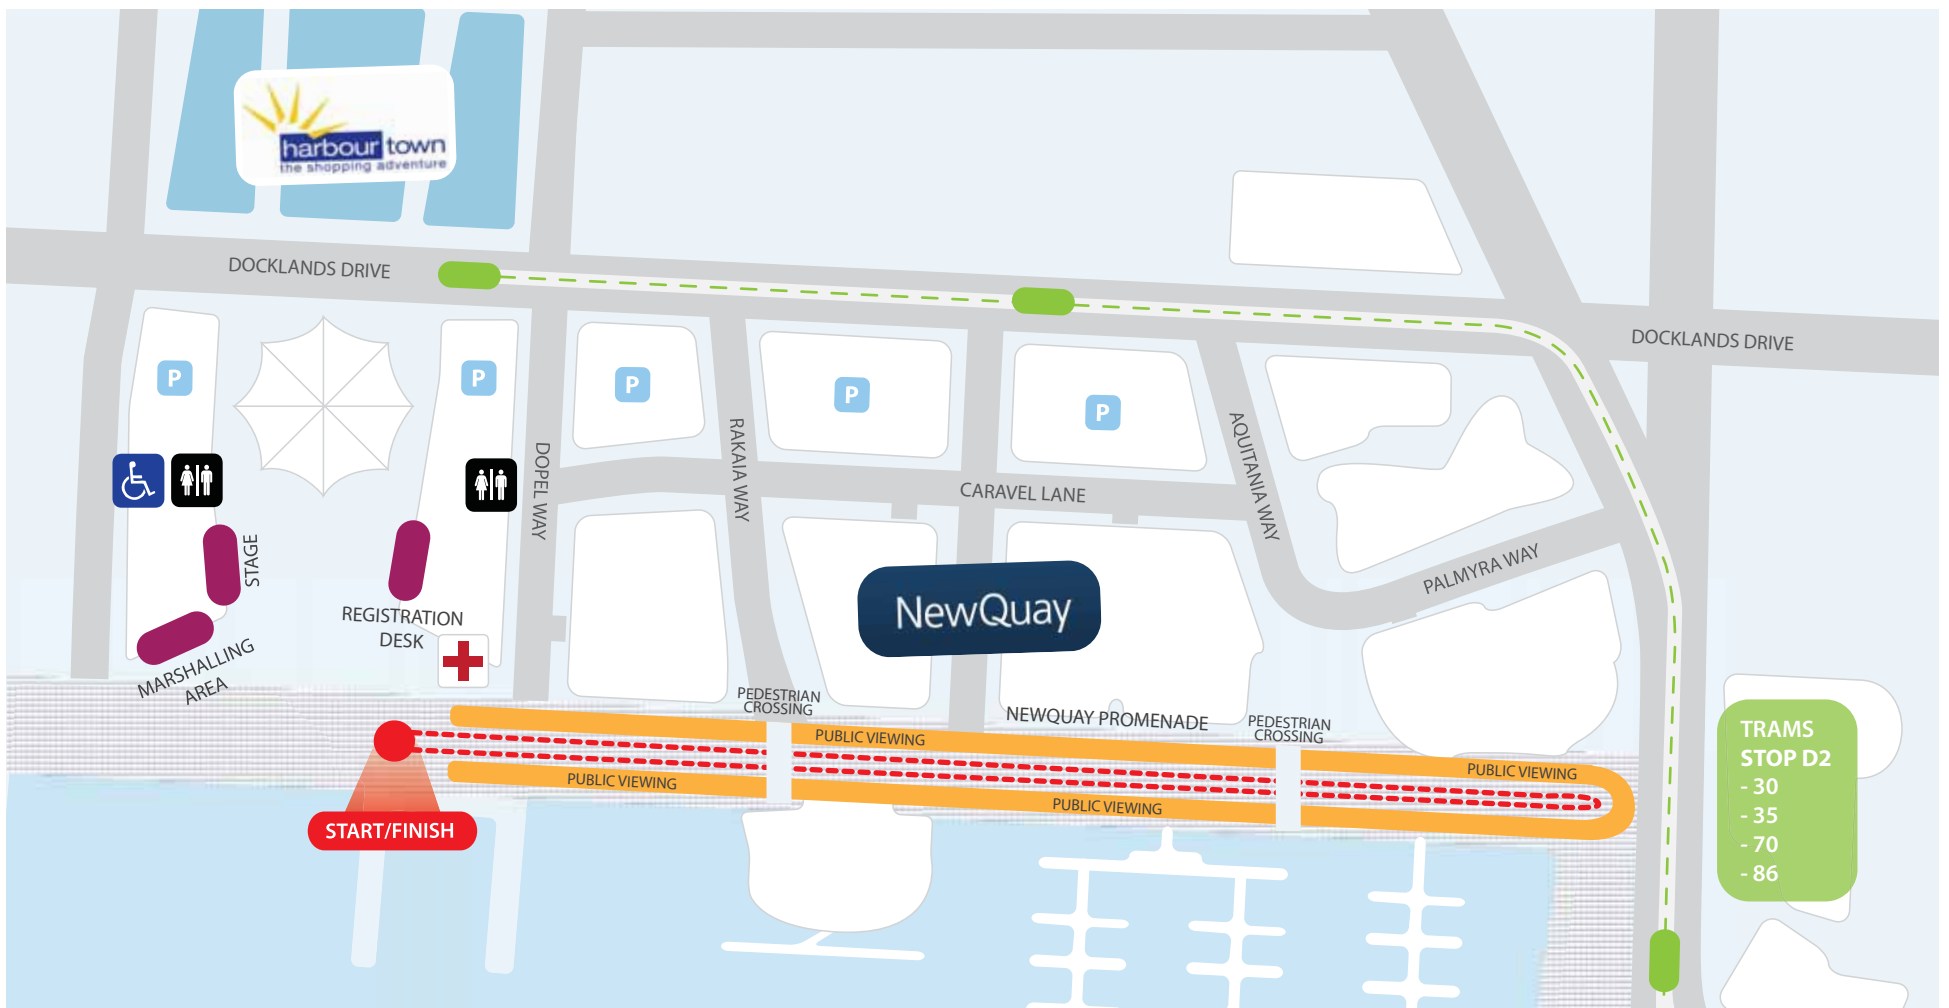 harbour town
the shopping adventure
DOCKLANDS DRIVE
DOCKLANDS DRIVE
P
P
P
P
P
DOPEL WAY
RAKAIA WAY
CARAVEL LANE
AQUITANIA WAY
PALMYRA WAY
STAGE
REGISTRATION
DESK
MARSHALLING
AREA
NewQuay
PEDESTRIAN
CROSSING
NEWQUAY PROMENADE
PEDESTRIAN
CROSSING
PUBLIC VIEWING
PUBLIC VIEWING
PUBLIC VIEWING
PUBLIC VIEWING
START/FINISH
TRAMS
STOP D2
- 30
- 35
- 70
- 86